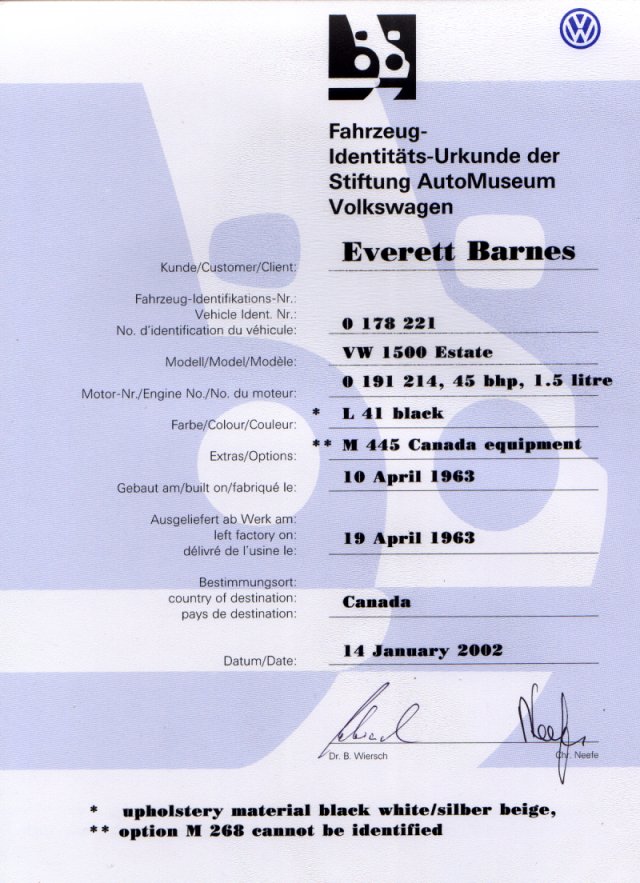 Fahrzeug-
Identitäts-Urkunde der
Stiftung AutoMuseum
Volkswagen
Kunde/Customer/Client: Everett Barnes
Fahrzeug-Identifikations-Nr.:
Vehicle Ident. Nr.:
No. d'identification du véhicule: 0 178 221
Modell/Model/Modèle: VW 1500 Estate
Motor-Nr./Engine No./No. du moteur: 0 191 214, 45 bhp, 1.5 litre
Farbe/Colour/Couleur: * L 41 black
Extras/Options: ** M 445 Canada equipment
Gebaut am/built on/fabriqué le: 10 April 1963
Ausgeliefert ab Werk am:
left factory on:
délivré de l'usine le: 19 April 1963
Bestimmungsort:
country of destination:
pays de destination: Canada
Datum/Date: 14 January 2002
Neefe
Dr. B. Wiersch Chr. Neefe
* upholstery material black white/silber beige,
** option M 268 cannot be identified